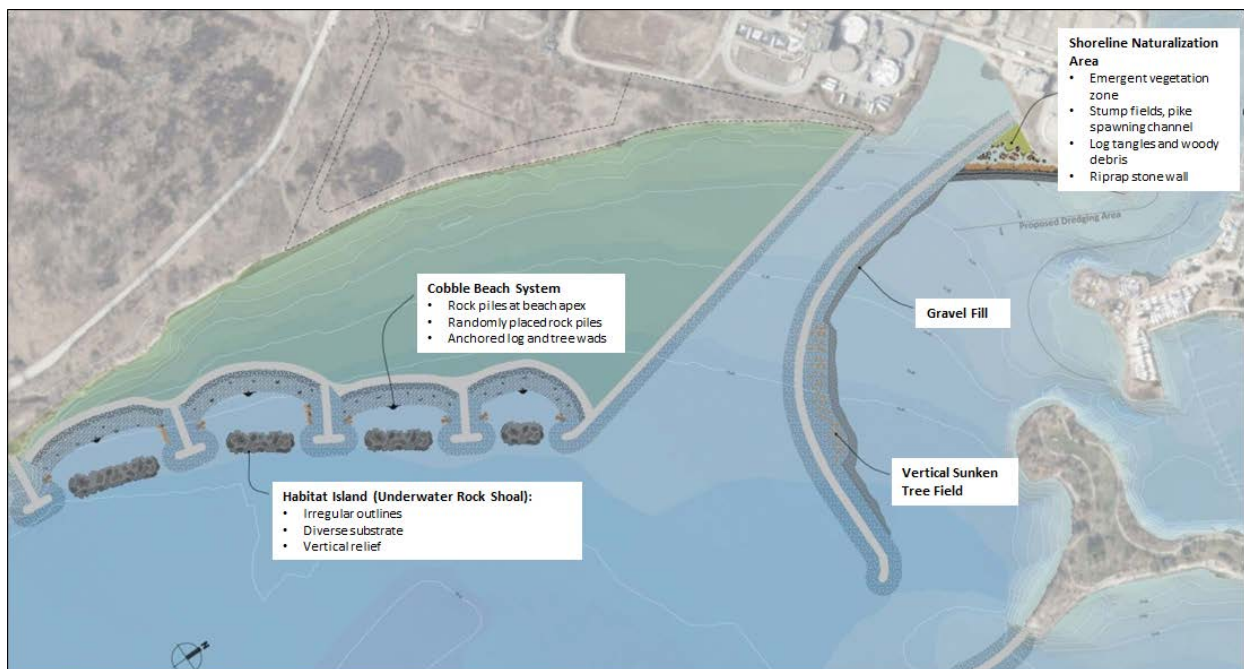 Shoreline Naturalization
Area
• Emergent vegetation
zone
• Stump fields, pike
spawning channel
• Log tangles and woody
debris
• Riprap stone wall
Proposed Dredging Area
Cobble Beach System
• Rock piles at beach apex
• Randomly placed rock piles
• Anchored log and tree wads
Gravel Fill
Vertical Sunken
Tree Field
Habitat Island (Underwater Rock Shoal):
• Irregular outlines
• Diverse substrate
• Vertical relief
N